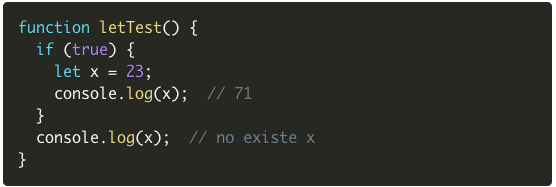 function letTest() {
  if (true) {
    let x = 23;
    console.log(x);  // 71
  }
  console.log(x);  // no existe x
}